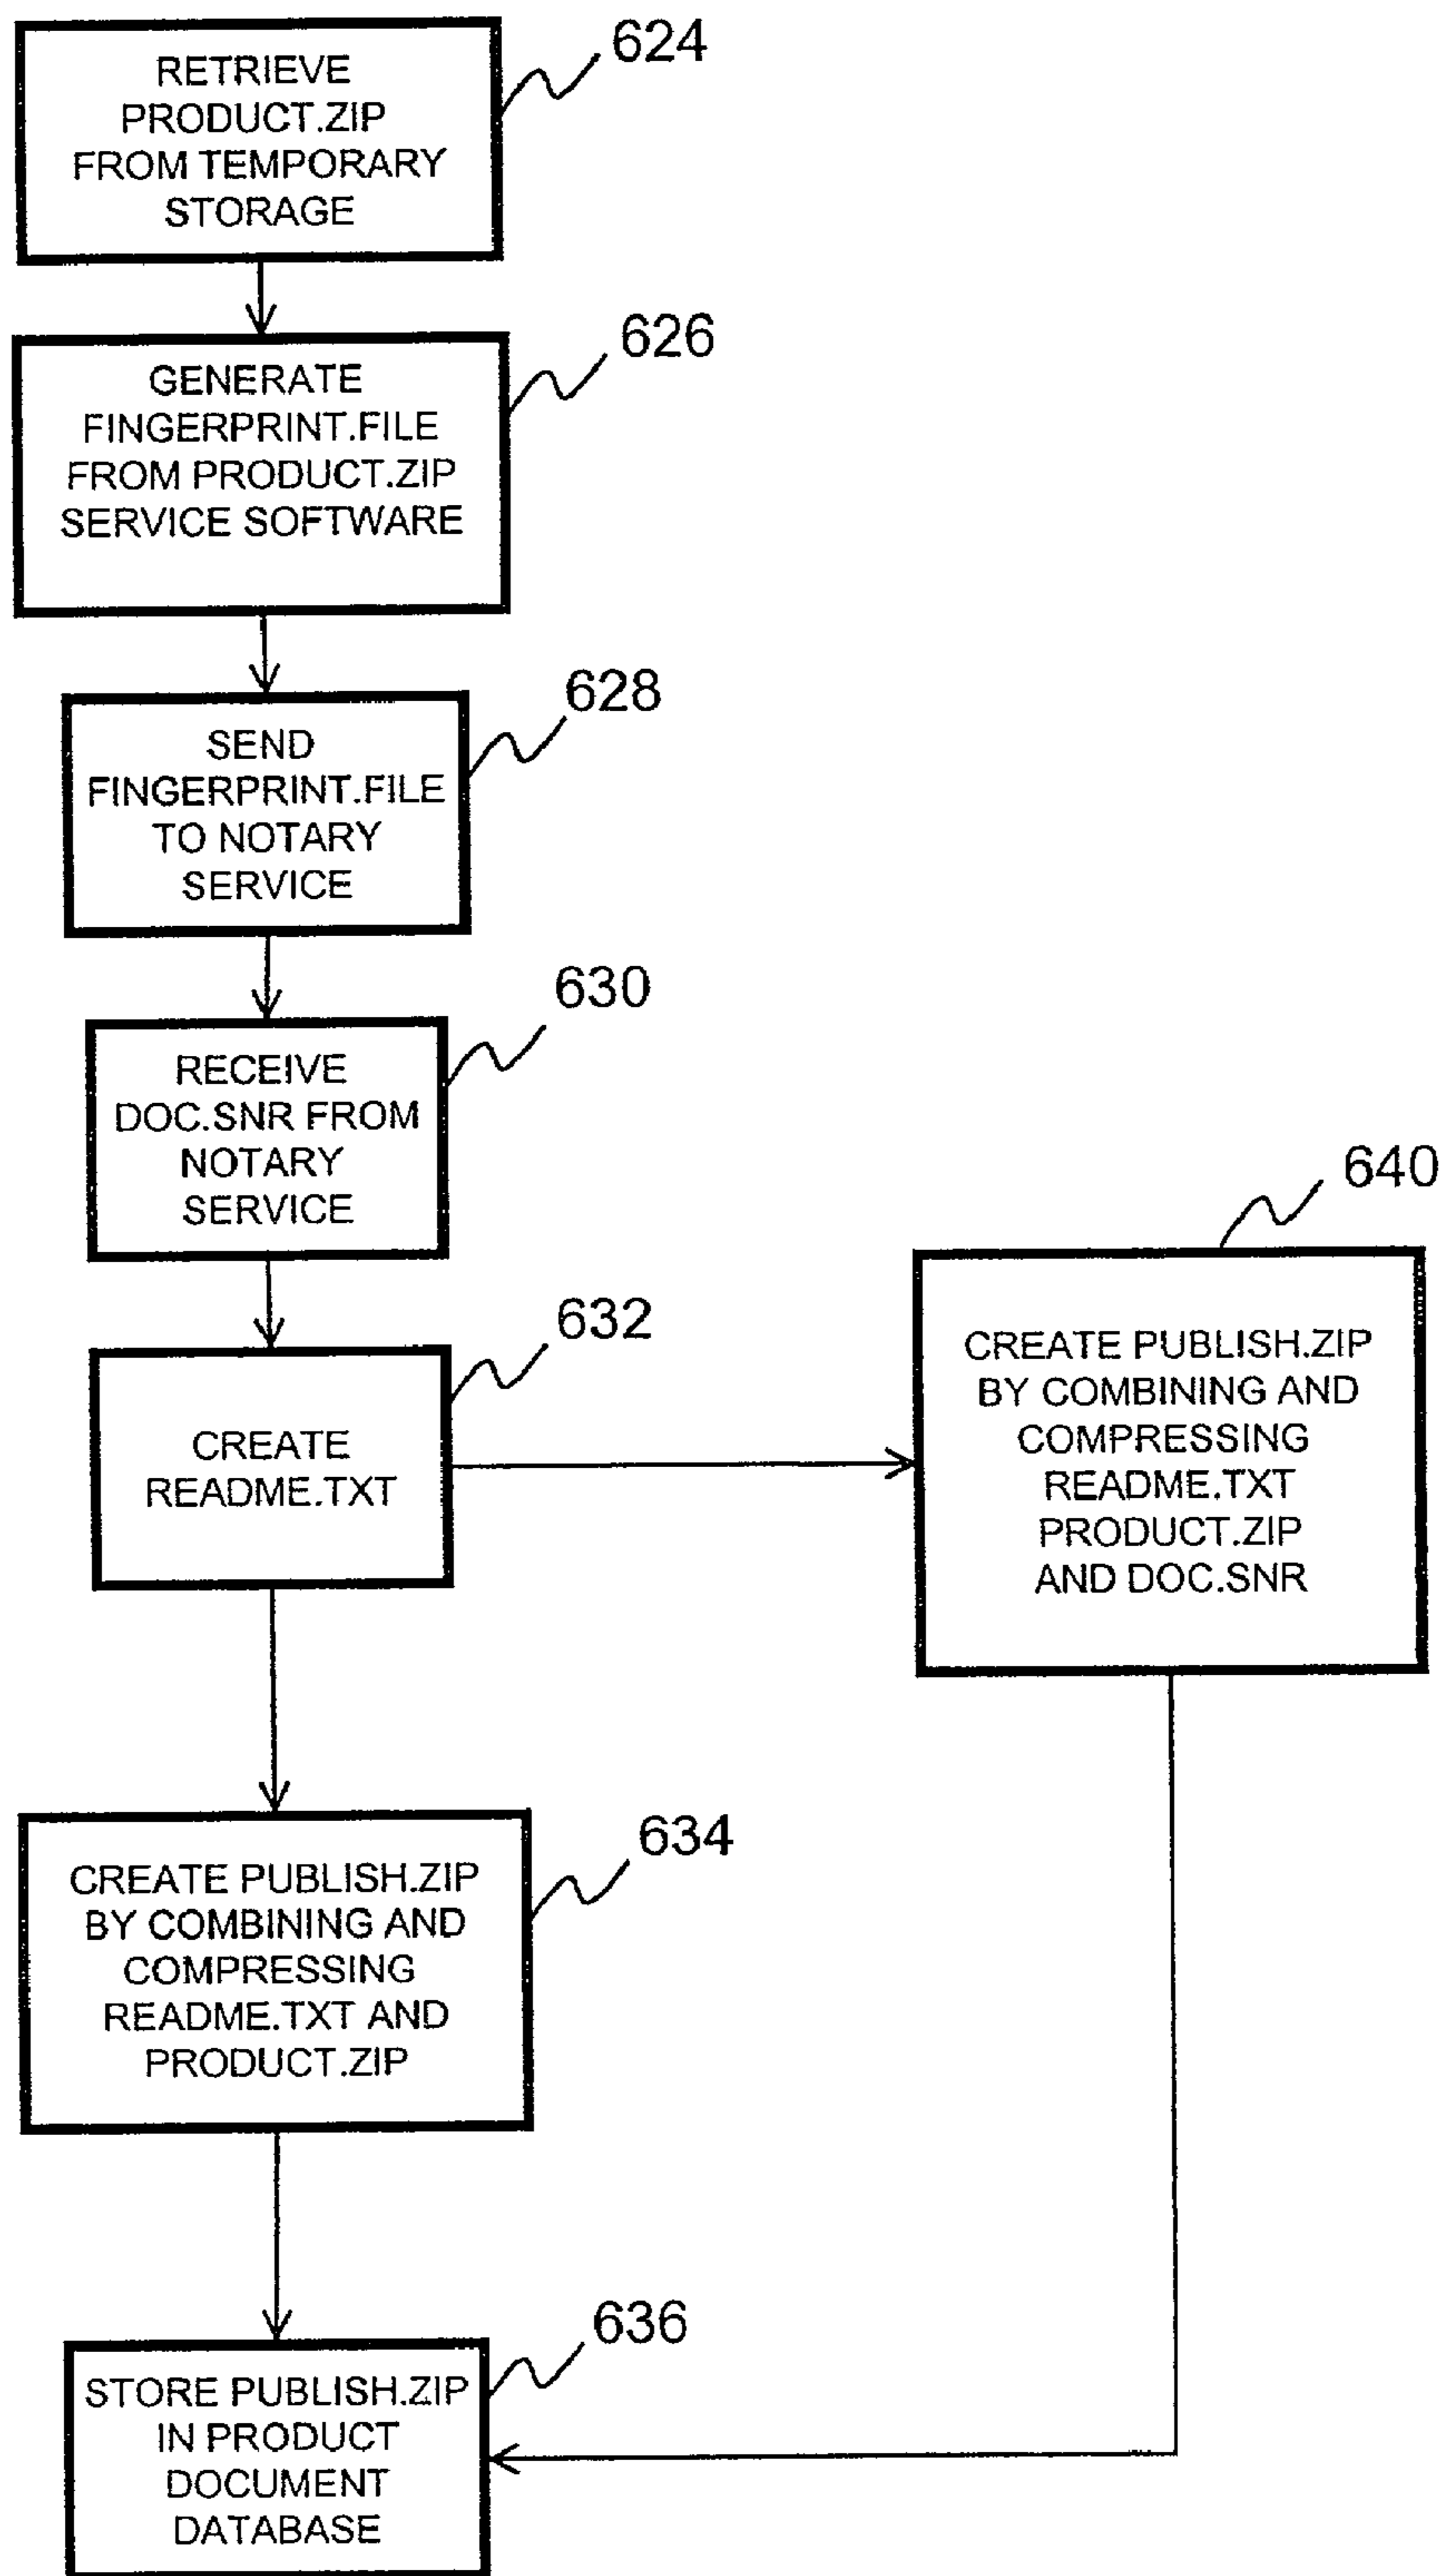 RETRIEVE
PRODUCT.ZIP
FROM TEMPORARY
STORAGE
624
GENERATE
FINGERPRINT.FILE
FROM PRODUCT.ZIP
SERVICE SOFTWARE
626
SEND
FINGERPRINT.FILE
TO NOTARY
SERVICE
628
RECEIVE
DOC.SNR FROM
NOTARY
SERVICE
630
CREATE
README.TXT
632
CREATE PUBLISH.ZIP
BY COMBINING AND
COMPRESSING
README.TXT
PRODUCT.ZIP
AND DOC.SNR
640
CREATE PUBLISH.ZIP
BY COMBINING AND
COMPRESSING
README.TXT AND
PRODUCT.ZIP
634
STORE PUBLISH.ZIP
IN PRODUCT
DOCUMENT
DATABASE
636